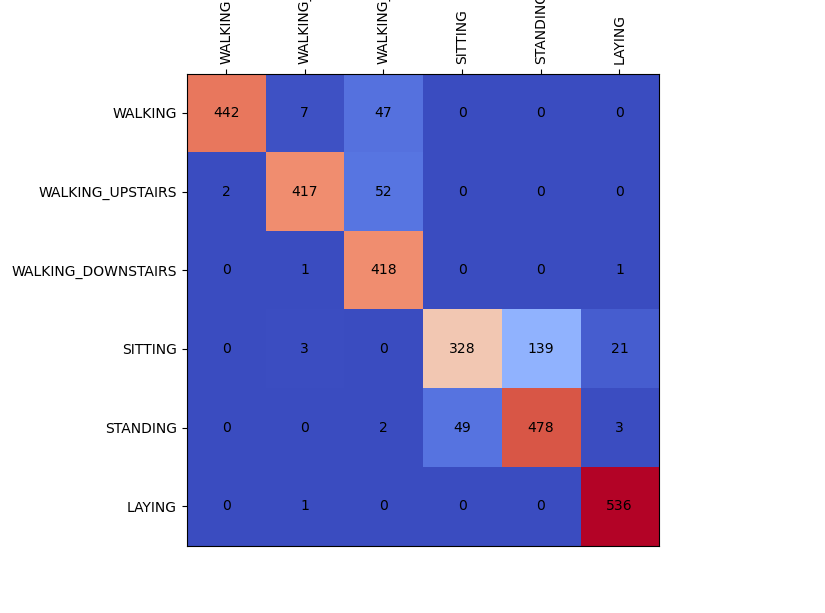 WALKING
WALKING_
WALKING_
SITTING
STANDING
LAYING
WALKING 442 7 47 0 0 0
WALKING_UPSTAIRS 2 417 52 0 0 0
WALKING_DOWNSTAIRS 0 1 418 0 0 1
SITTING 0 3 0 328 139 21
STANDING 0 0 2 49 478 3
LAYING 0 1 0 0 0 536